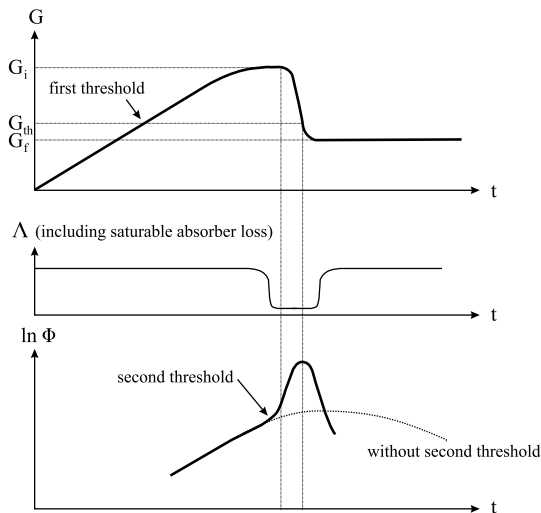 G
G_i
first threshold
G_th
G_f
t
Λ (including saturable absorber loss)
t
ln Φ
second threshold
without second threshold
t